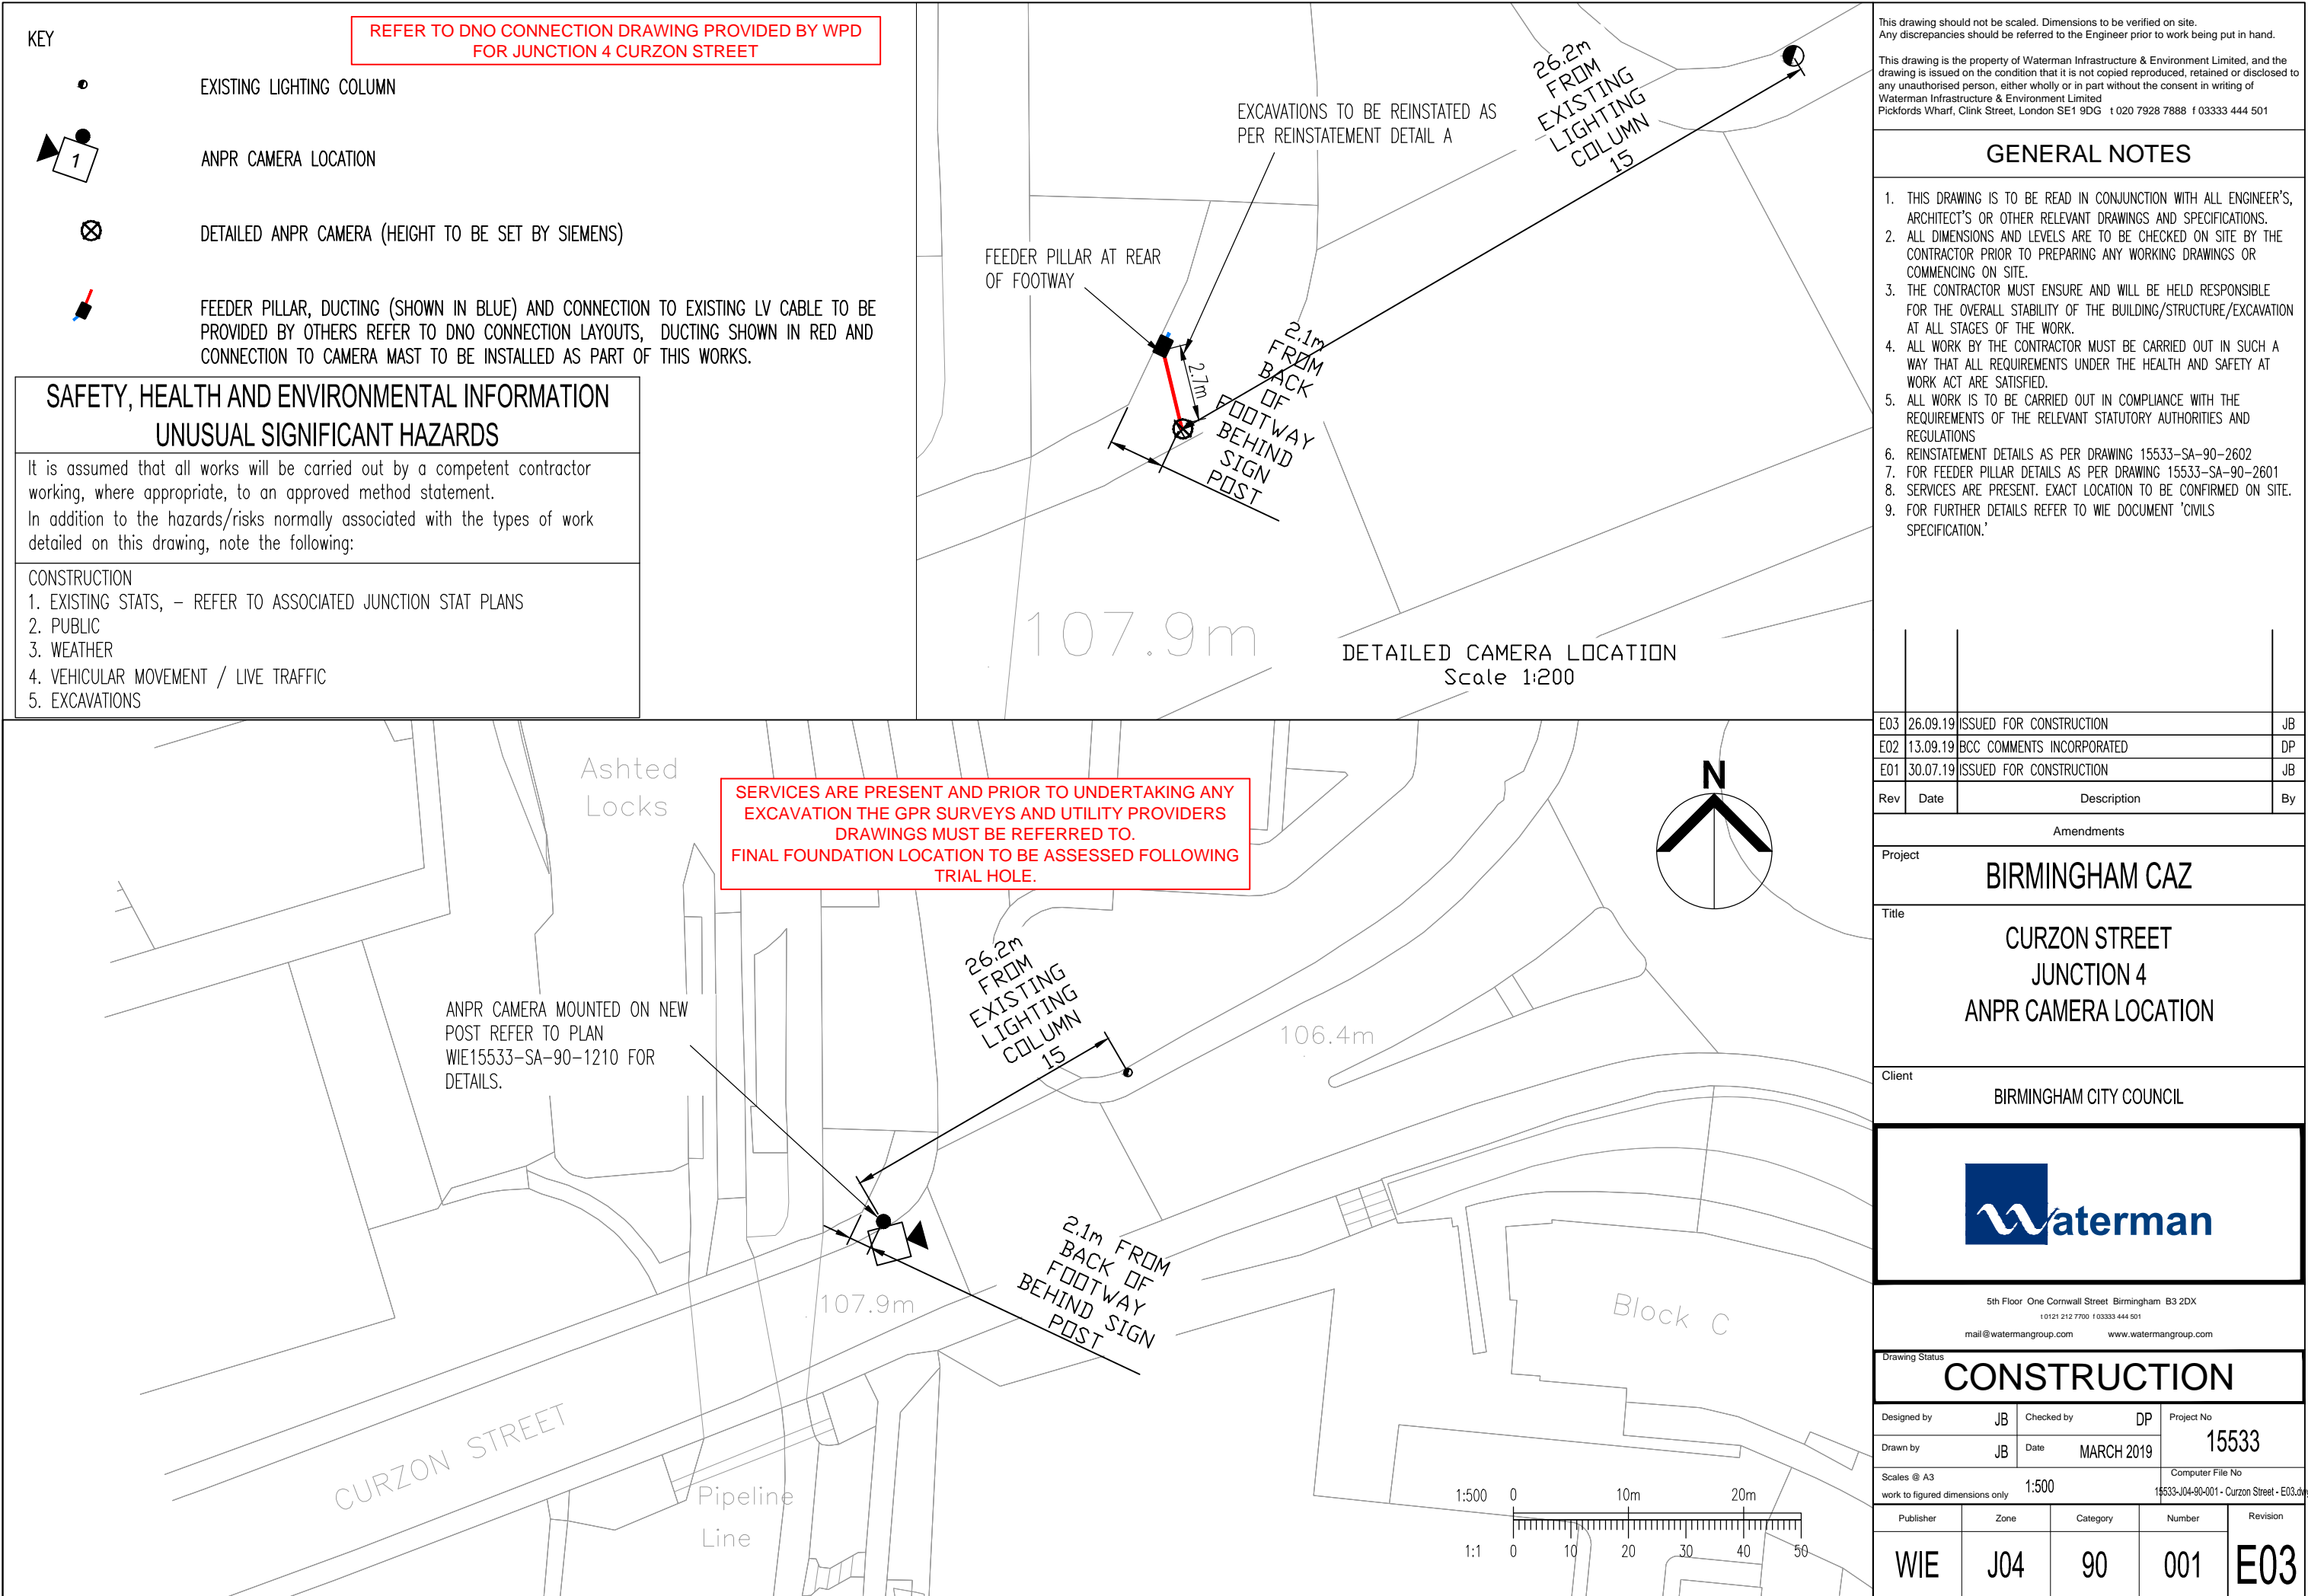 KEY
REFER TO DNO CONNECTION DRAWING PROVIDED BY WPD
FOR JUNCTION 4 CURZON STREET
EXISTING LIGHTING COLUMN
1
ANPR CAMERA LOCATION
DETAILED ANPR CAMERA (HEIGHT TO BE SET BY SIEMENS)
FEEDER PILLAR, DUCTING (SHOWN IN BLUE) AND CONNECTION TO EXISTING LV CABLE TO BE
PROVIDED BY OTHERS REFER TO DNO CONNECTION LAYOUTS, DUCTING SHOWN IN RED AND
CONNECTION TO CAMERA MAST TO BE INSTALLED AS PART OF THIS WORKS.
SAFETY, HEALTH AND ENVIRONMENTAL INFORMATION
UNUSUAL SIGNIFICANT HAZARDS
It is assumed that all works will be carried out by a competent contractor
working, where appropriate, to an approved method statement.
In addition to the hazards/risks normally associated with the types of work
detailed on this drawing, note the following:
CONSTRUCTION
1. EXISTING STATS, – REFER TO ASSOCIATED JUNCTION STAT PLANS
2. PUBLIC
3. WEATHER
4. VEHICULAR MOVEMENT / LIVE TRAFFIC
5. EXCAVATIONS
EXCAVATIONS TO BE REINSTATED AS
PER REINSTATEMENT DETAIL A
FEEDER PILLAR AT REAR
OF FOOTWAY
26.2m
FROM
EXISTING
LIGHTING
COLUMN
15
2.7m
2.1m
FROM
BACK
OF
FOOTWAY
BEHIND
SIGN
POST
107.9m
DETAILED CAMERA LOCATION
Scale 1:200
Ashted
Locks
SERVICES ARE PRESENT AND PRIOR TO UNDERTAKING ANY
EXCAVATION THE GPR SURVEYS AND UTILITY PROVIDERS
DRAWINGS MUST BE REFERRED TO.
FINAL FOUNDATION LOCATION TO BE ASSESSED FOLLOWING
TRIAL HOLE.
N
ANPR CAMERA MOUNTED ON NEW
POST REFER TO PLAN
WIE15533–SA–90–1210 FOR
DETAILS.
26.2m
FROM
EXISTING
LIGHTING
COLUMN
15
106.4m
2.1m FROM
BACK OF
FOOTWAY
BEHIND SIGN
POST
107.9m
Block C
CURZON STREET
Pipeline
Line
1:500 0 10m 20m
1:1 0 10 20 30 40 50
This drawing should not be scaled. Dimensions to be verified on site.
Any discrepancies should be referred to the Engineer prior to work being put in hand.
This drawing is the property of Waterman Infrastructure & Environment Limited, and the
drawing is issued on the condition that it is not copied reproduced, retained or disclosed to
any unauthorised person, either wholly or in part without the consent in writing of
Waterman Infrastructure & Environment Limited
Pickfords Wharf, Clink Street, London SE1 9DG t 020 7928 7888 f 03333 444 501
GENERAL NOTES
1. THIS DRAWING IS TO BE READ IN CONJUNCTION WITH ALL ENGINEER'S,
ARCHITECT'S OR OTHER RELEVANT DRAWINGS AND SPECIFICATIONS.
2. ALL DIMENSIONS AND LEVELS ARE TO BE CHECKED ON SITE BY THE
CONTRACTOR PRIOR TO PREPARING ANY WORKING DRAWINGS OR
COMMENCING ON SITE.
3. THE CONTRACTOR MUST ENSURE AND WILL BE HELD RESPONSIBLE
FOR THE OVERALL STABILITY OF THE BUILDING/STRUCTURE/EXCAVATION
AT ALL STAGES OF THE WORK.
4. ALL WORK BY THE CONTRACTOR MUST BE CARRIED OUT IN SUCH A
WAY THAT ALL REQUIREMENTS UNDER THE HEALTH AND SAFETY AT
WORK ACT ARE SATISFIED.
5. ALL WORK IS TO BE CARRIED OUT IN COMPLIANCE WITH THE
REQUIREMENTS OF THE RELEVANT STATUTORY AUTHORITIES AND
REGULATIONS
6. REINSTATEMENT DETAILS AS PER DRAWING 15533–SA–90–2602
7. FOR FEEDER PILLAR DETAILS AS PER DRAWING 15533–SA–90–2601
8. SERVICES ARE PRESENT. EXACT LOCATION TO BE CONFIRMED ON SITE.
9. FOR FURTHER DETAILS REFER TO WIE DOCUMENT 'CIVILS
SPECIFICATION.'
E03 26.09.19 ISSUED FOR CONSTRUCTION JB
E02 13.09.19 BCC COMMENTS INCORPORATED DP
E01 30.07.19 ISSUED FOR CONSTRUCTION JB
Rev Date Description By
Amendments
Project
BIRMINGHAM CAZ
Title
CURZON STREET
JUNCTION 4
ANPR CAMERA LOCATION
Client
BIRMINGHAM CITY COUNCIL
Waterman
5th Floor One Cornwall Street Birmingham B3 2DX
t 0121 212 7700 f 03333 444 501
mail@watermangroup.com www.watermangroup.com
Drawing Status
CONSTRUCTION
Designed by JB Checked by DP Project No
15533
Drawn by JB Date MARCH 2019
Scales @ A3
work to figured dimensions only 1:500
Computer File No
15533-J04-90-001 - Curzon Street - E03.dwg
Publisher Zone Category Number Revision
WIE J04 90 001 E03